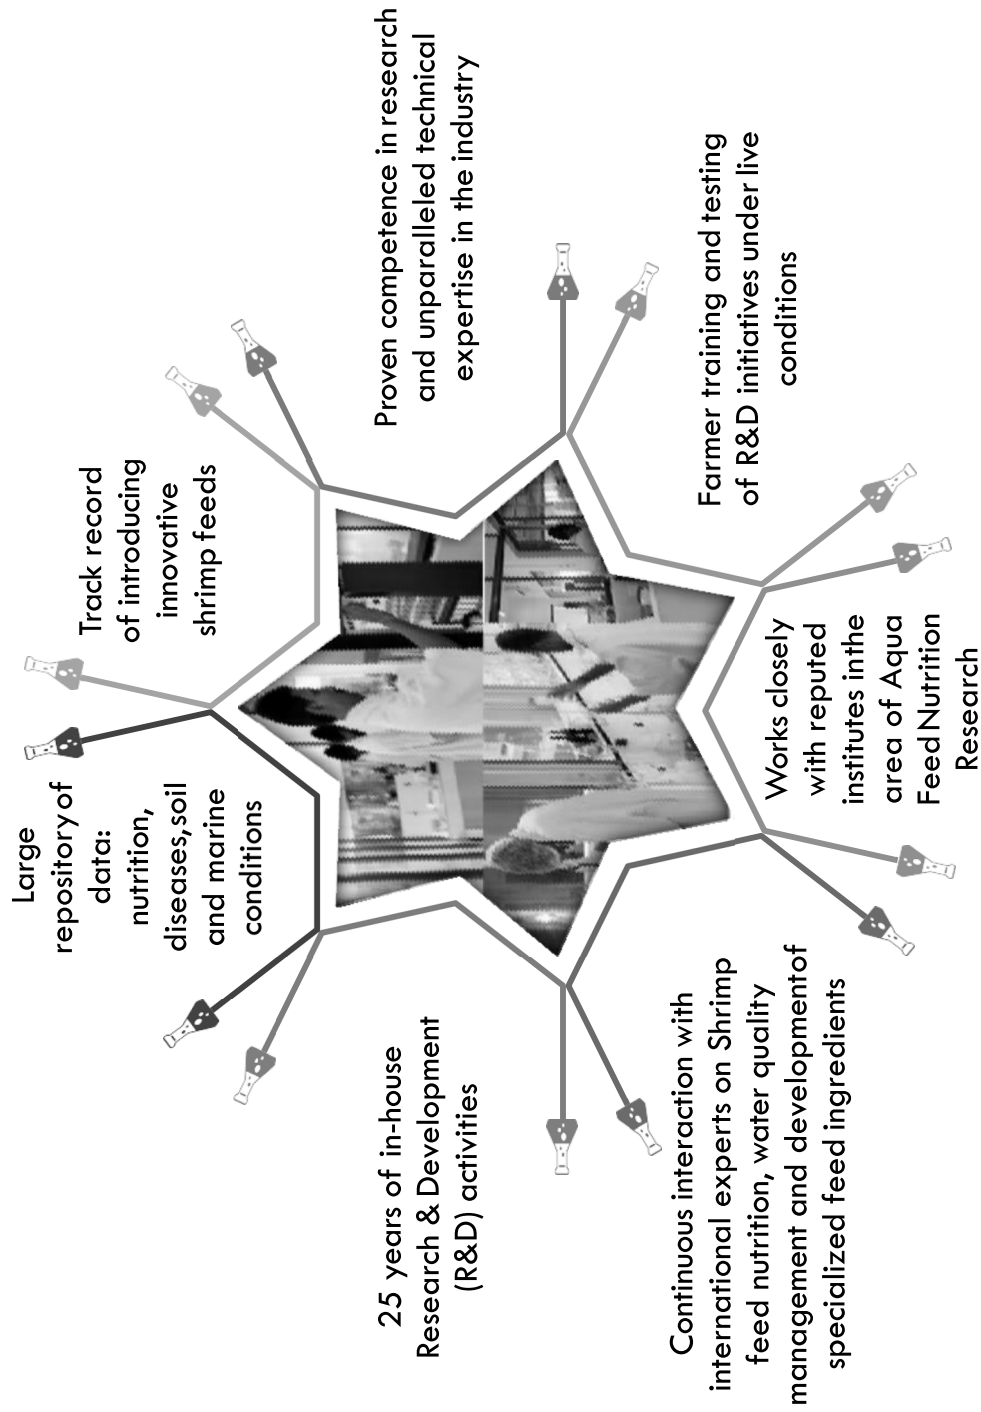 Large
repository of
data:
nutrition,
diseases, soil
and marine
conditions
Track record
of introducing
innovative
shrimp feeds
25 years of in-house
Research & Development
(R&D) activities
Proven competence in research
and unparalleled technical
expertise in the industry
Continuous interaction with
international experts on Shrimp
feed nutrition, water quality
management and development of
specialized feed ingredients
Works closely
with reputed
institutes in the
area of Aqua
Feed Nutrition
Research
Farmer training and testing
of R&D initiatives under live
conditions